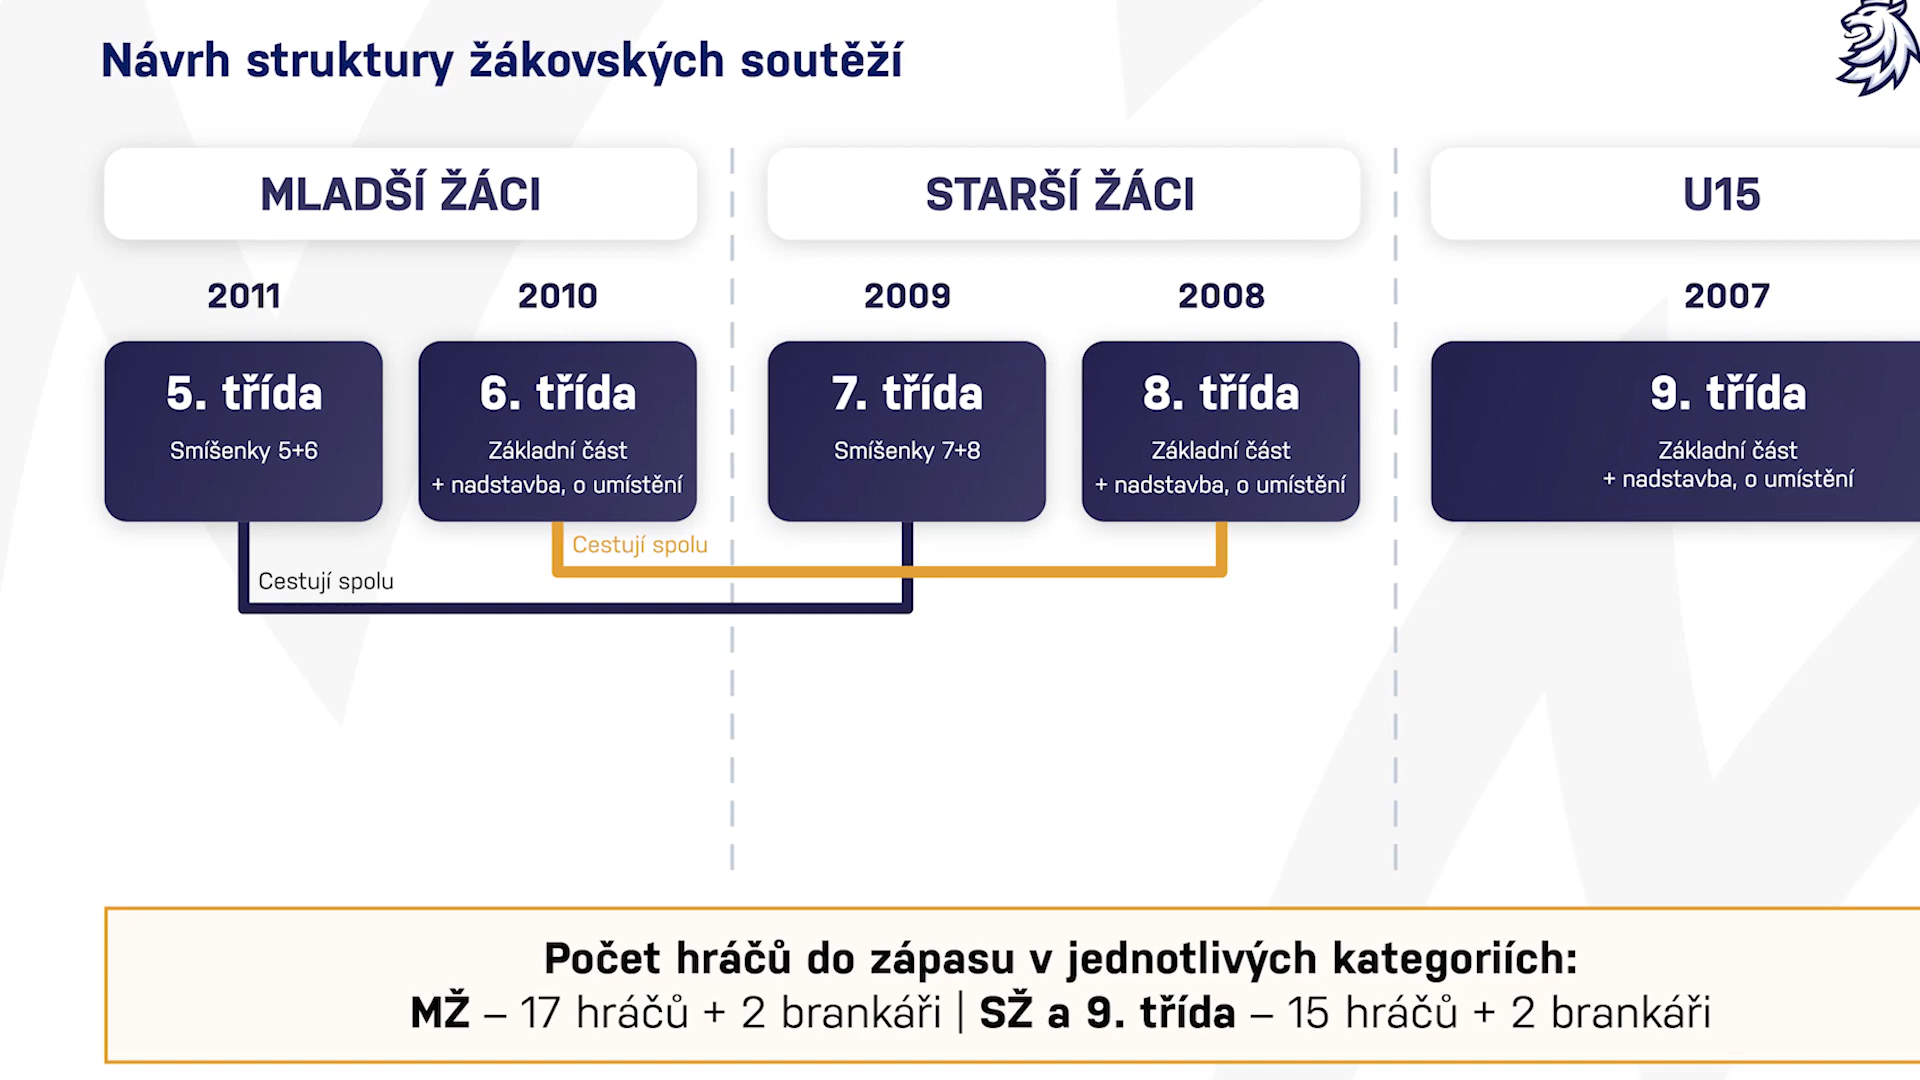 Návrh struktury žákovských soutěží
MLADŠÍ ŽÁCI
STARŠÍ ŽÁCI
U15
2011
2010
2009
2008
2007
5. třída
Smíšenky 5+6
6. třída
Základní část
+ nadstavba, o umístění
7. třída
Smíšenky 7+8
8. třída
Základní část
+ nadstavba, o umístění
9. třída
Základní část
+ nadstavba, o umístění
Cestují spolu
Cestují spolu
Počet hráčů do zápasu v jednotlivých kategoriích:
MŽ – 17 hráčů + 2 brankáři | SŽ a 9. třída – 15 hráčů + 2 brankáři